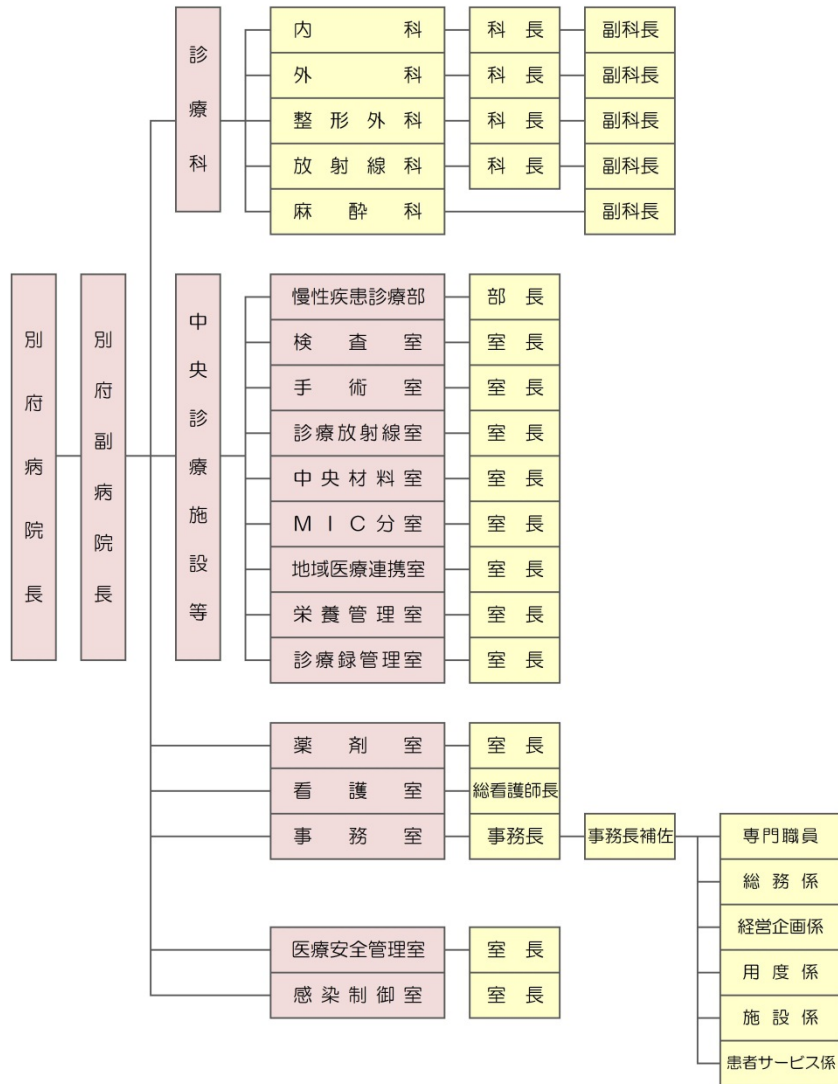 診療科
内科 科長 副科長
外科 科長 副科長
整形外科 科長 副科長
放射線科 科長 副科長
麻酔科 副科長
別府病院長
別府副病院長
中央診療施設等
慢性疾患診療部 部長
検査室 室長
手術室 室長
診療放射線室 室長
中央材料室 室長
MIC分室 室長
地域医療連携室 室長
栄養管理室 室長
診療録管理室 室長
薬剤室 室長
看護室 総看護師長
事務室 事務長 事務長補佐 専門職員
総務係
経営企画係
用度係
施設係
患者サービス係
医療安全管理室 室長
感染制御室 室長